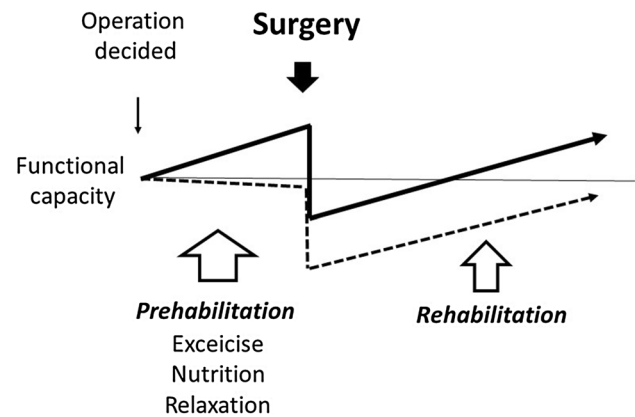 Operation
decided
Surgery
Functional
capacity
Prehabilitation
Exceicise
Nutrition
Relaxation
Rehabilitation